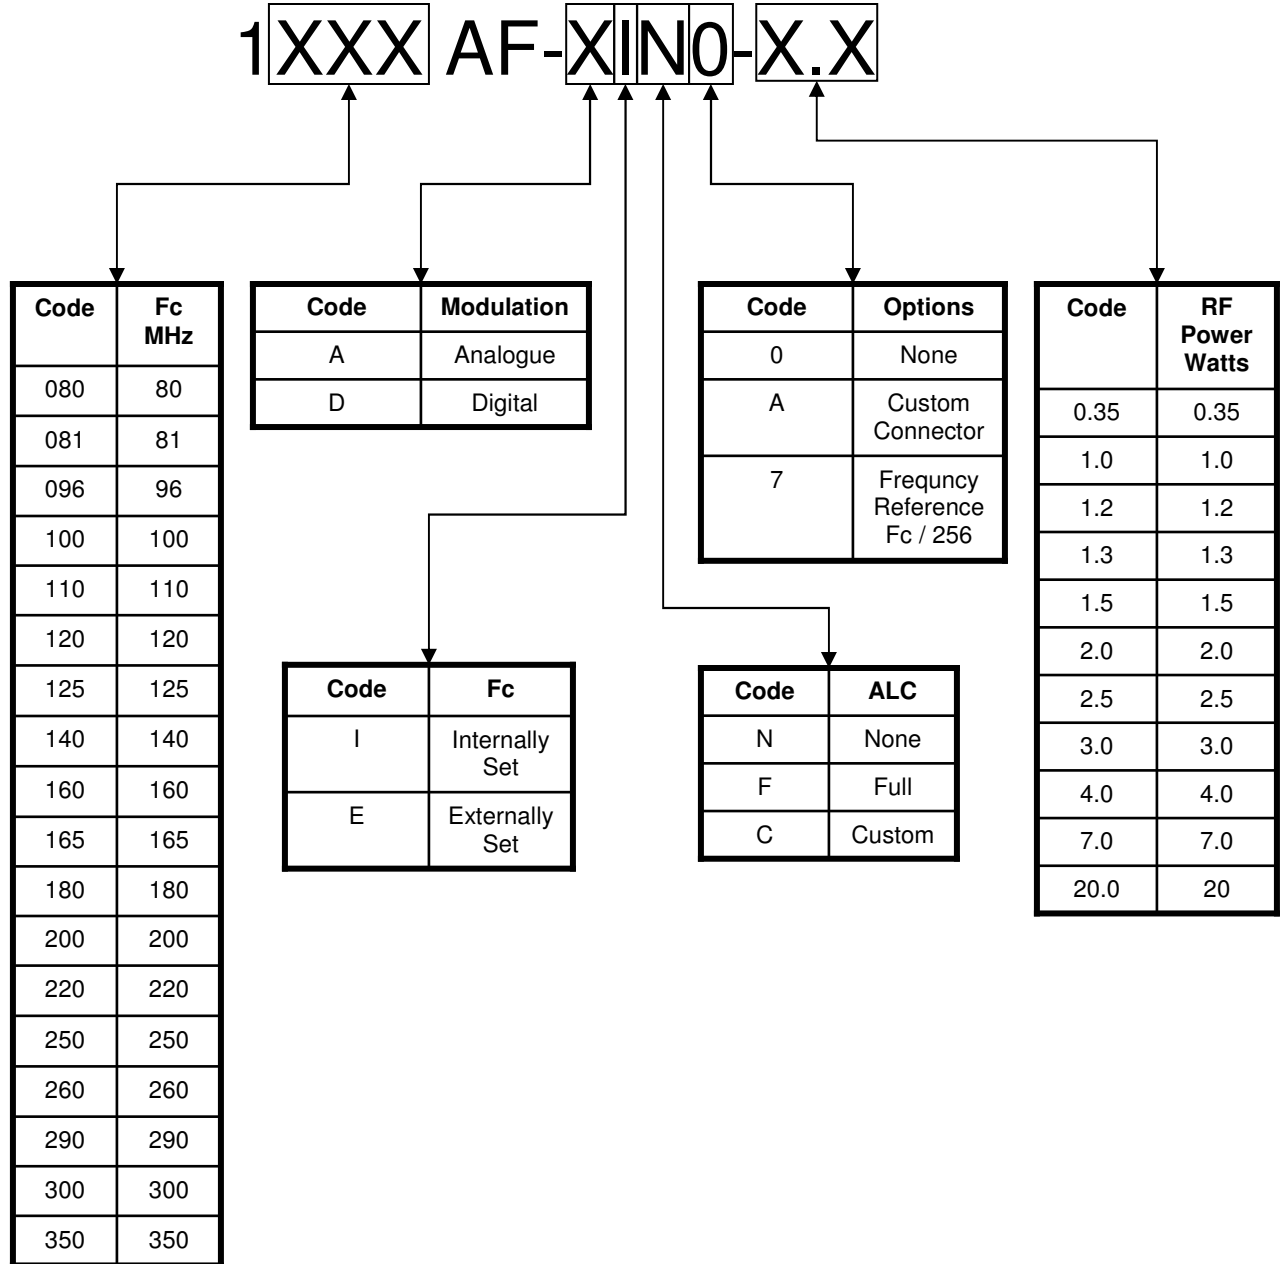 1XXX AF-XIN0-X.X
Code Fc
MHz
080 80
081 81
096 96
100 100
110 110
120 120
125 125
140 140
160 160
165 165
180 180
200 200
220 220
250 250
260 260
290 290
300 300
350 350
Code Modulation
A Analogue
D Digital
Code Fc
I Internally
Set
E Externally
Set
Code Options
0 None
A Custom
Connector
7 Frequncy
Reference
Fc / 256
Code ALC
N None
F Full
C Custom
Code RF
Power
Watts
0.35 0.35
1.0 1.0
1.2 1.2
1.3 1.3
1.5 1.5
2.0 2.0
2.5 2.5
3.0 3.0
4.0 4.0
7.0 7.0
20.0 20